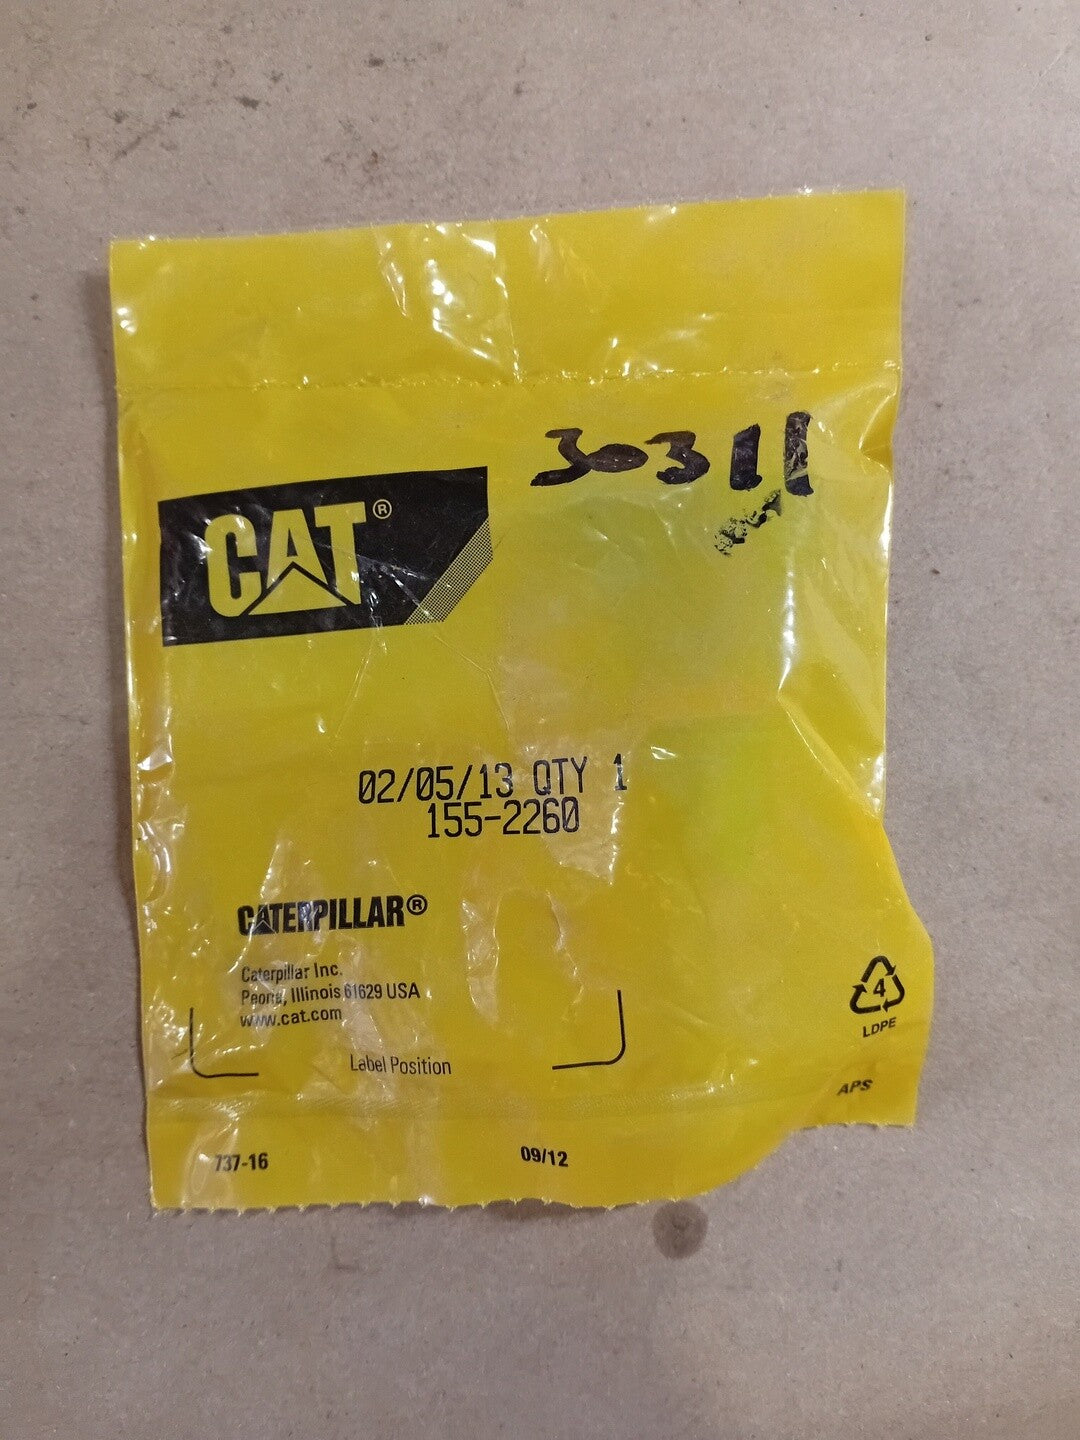 30311
CAT®
02/05/13 QTY 1
155-2260
CATERPILLAR®
Caterpillar Inc.
Peoria, Illinois 61629 USA
www.cat.com
Label Position
4
LDPE
APS
737-16
09/12